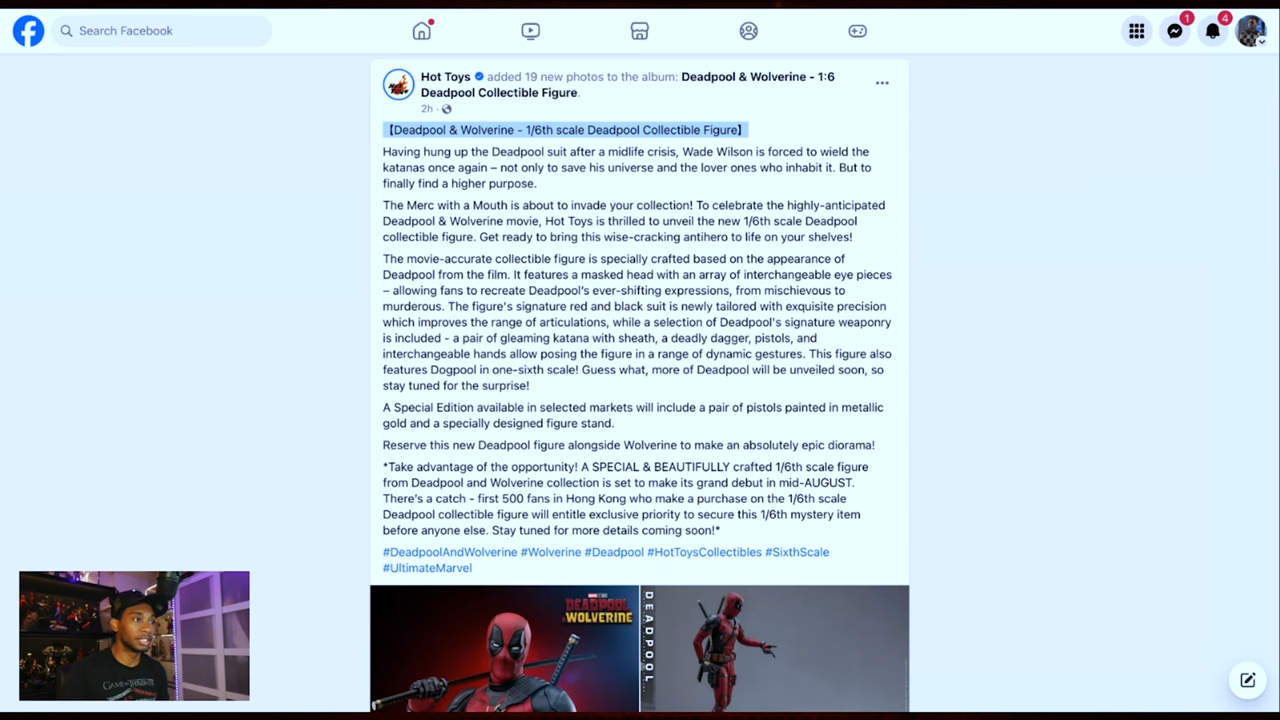 Search Facebook
1
4
Hot Toys added 19 new photos to the album: Deadpool & Wolverine - 1:6
Deadpool Collectible Figure.
2h ·
【Deadpool & Wolverine - 1/6th scale Deadpool Collectible Figure】
Having hung up the Deadpool suit after a midlife crisis, Wade Wilson is forced to wield the
katanas once again – not only to save his universe and the lover ones who inhabit it. But to
finally find a higher purpose.
The Merc with a Mouth is about to invade your collection! To celebrate the highly-anticipated
Deadpool & Wolverine movie, Hot Toys is thrilled to unveil the new 1/6th scale Deadpool
collectible figure. Get ready to bring this wise-cracking antihero to life on your shelves!
The movie-accurate collectible figure is specially crafted based on the appearance of
Deadpool from the film. It features a masked head with an array of interchangeable eye pieces
– allowing fans to recreate Deadpool’s ever-shifting expressions, from mischievous to
murderous. The figure's signature red and black suit is newly tailored with exquisite precision
which improves the range of articulations, while a selection of Deadpool's signature weaponry
is included - a pair of gleaming katana with sheath, a deadly dagger, pistols, and
interchangeable hands allow posing the figure in a range of dynamic gestures. This figure also
features Dogpool in one-sixth scale! Guess what, more of Deadpool will be unveiled soon, so
stay tuned for the surprise!
A Special Edition available in selected markets will include a pair of pistols painted in metallic
gold and a specially designed figure stand.
Reserve this new Deadpool figure alongside Wolverine to make an absolutely epic diorama!
*Take advantage of the opportunity! A SPECIAL & BEAUTIFULLY crafted 1/6th scale figure
from Deadpool and Wolverine collection is set to make its grand debut in mid-AUGUST.
There’s a catch - first 500 fans in Hong Kong who make a purchase on the 1/6th scale
Deadpool collectible figure will entitle exclusive priority to secure this 1/6th mystery item
before anyone else. Stay tuned for more details coming soon!*
#DeadpoolAndWolverine #Wolverine #Deadpool #HotToysCollectibles #SixthScale
#UltimateMarvel
DEADPOOL
WOLVERINE
DEADPOOL
GAME OF THRONES